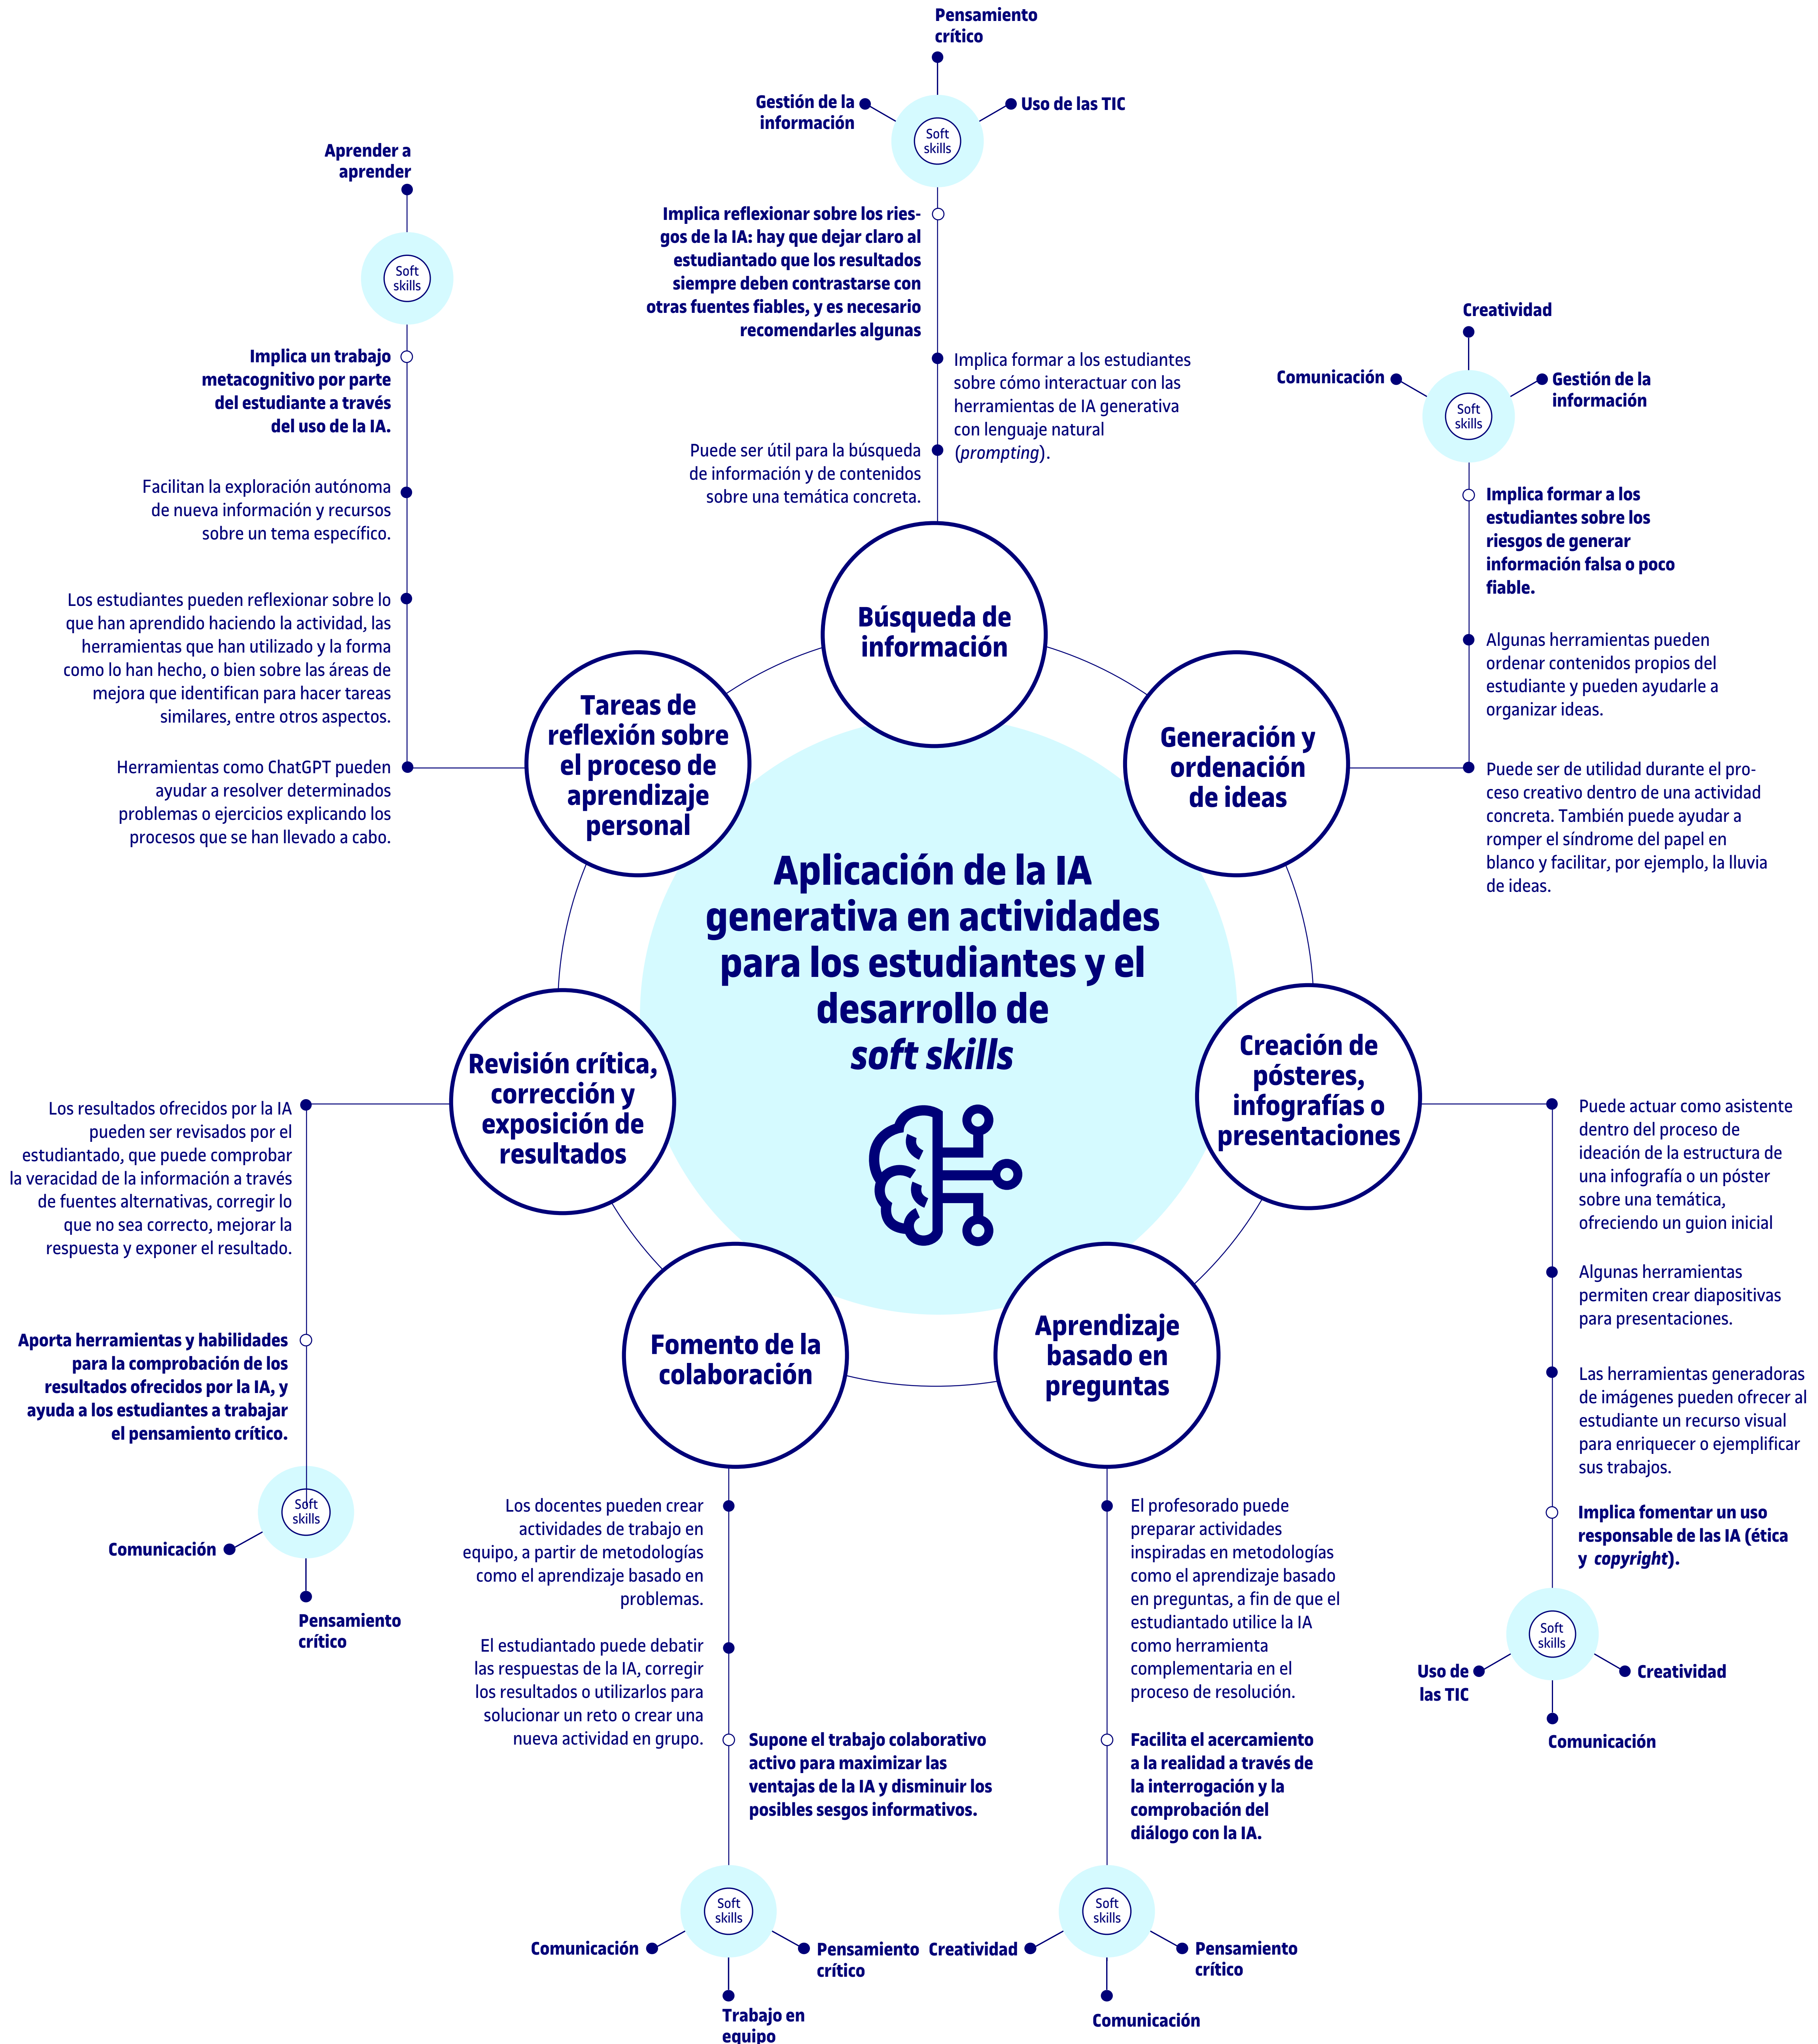 Pensamiento
crítico
Gestión de la
información
Uso de las TIC
Soft
skills
Implica reflexionar sobre los ries-
gos de la IA: hay que dejar claro al
estudiantado que los resultados
siempre deben contrastarse con
otras fuentes fiables, y es necesario
recomendarles algunas
Implica formar a los estudiantes
sobre cómo interactuar con las
herramientas de IA generativa
con lenguaje natural
(prompting).
Puede ser útil para la búsqueda
de información y de contenidos
sobre una temática concreta.
Búsqueda de
información
Aprender a
aprender
Soft
skills
Implica un trabajo
metacognitivo por parte
del estudiante a través
del uso de la IA.
Facilitan la exploración autónoma
de nueva información y recursos
sobre un tema específico.
Los estudiantes pueden reflexionar sobre lo
que han aprendido haciendo la actividad, las
herramientas que han utilizado y la forma
como lo han hecho, o bien sobre las áreas de
mejora que identifican para hacer tareas
similares, entre otros aspectos.
Herramientas como ChatGPT pueden
ayudar a resolver determinados
problemas o ejercicios explicando los
procesos que se han llevado a cabo.
Tareas de
reflexión sobre
el proceso de
aprendizaje
personal
Creatividad
Comunicación
Gestión de la
información
Soft
skills
Implica formar a los
estudiantes sobre los
riesgos de generar
información falsa o poco
fiable.
Algunas herramientas pueden
ordenar contenidos propios del
estudiante y pueden ayudarle a
organizar ideas.
Puede ser de utilidad durante el pro-
ceso creativo dentro de una actividad
concreta. También puede ayudar a
romper el síndrome del papel en
blanco y facilitar, por ejemplo, la lluvia
de ideas.
Generación y
ordenación
de ideas
Aplicación de la IA
generativa en actividades
para los estudiantes y el
desarrollo de
soft skills
Revisión crítica,
corrección y
exposición de
resultados
Los resultados ofrecidos por la IA
pueden ser revisados por el
estudiantado, que puede comprobar
la veracidad de la información a través
de fuentes alternativas, corregir lo
que no sea correcto, mejorar la
respuesta y exponer el resultado.
Aporta herramientas y habilidades
para la comprobación de los
resultados ofrecidos por la IA, y
ayuda a los estudiantes a trabajar
el pensamiento crítico.
Soft
skills
Comunicación
Pensamiento
crítico
Creación de
pósteres,
infografías o
presentaciones
Puede actuar como asistente
dentro del proceso de
ideación de la estructura de
una infografía o un póster
sobre una temática,
ofreciendo un guion inicial
Algunas herramientas
permiten crear diapositivas
para presentaciones.
Las herramientas generadoras
de imágenes pueden ofrecer al
estudiante un recurso visual
para enriquecer o ejemplificar
sus trabajos.
Implica fomentar un uso
responsable de las IA (ética
y copyright).
Soft
skills
Uso de
las TIC
Creatividad
Comunicación
Fomento de la
colaboración
Los docentes pueden crear
actividades de trabajo en
equipo, a partir de metodologías
como el aprendizaje basado en
problemas.
El estudiantado puede debatir
las respuestas de la IA, corregir
los resultados o utilizarlos para
solucionar un reto o crear una
nueva actividad en grupo.
Supone el trabajo colaborativo
activo para maximizar las
ventajas de la IA y disminuir los
posibles sesgos informativos.
Soft
skills
Comunicación
Pensamiento
crítico
Trabajo en
equipo
Aprendizaje
basado en
preguntas
El profesorado puede
preparar actividades
inspiradas en metodologías
como el aprendizaje basado
en preguntas, a fin de que el
estudiantado utilice la IA
como herramienta
complementaria en el
proceso de resolución.
Facilita el acercamiento
a la realidad a través de
la interrogación y la
comprobación del
diálogo con la IA.
Soft
skills
Creatividad
Pensamiento
crítico
Comunicación